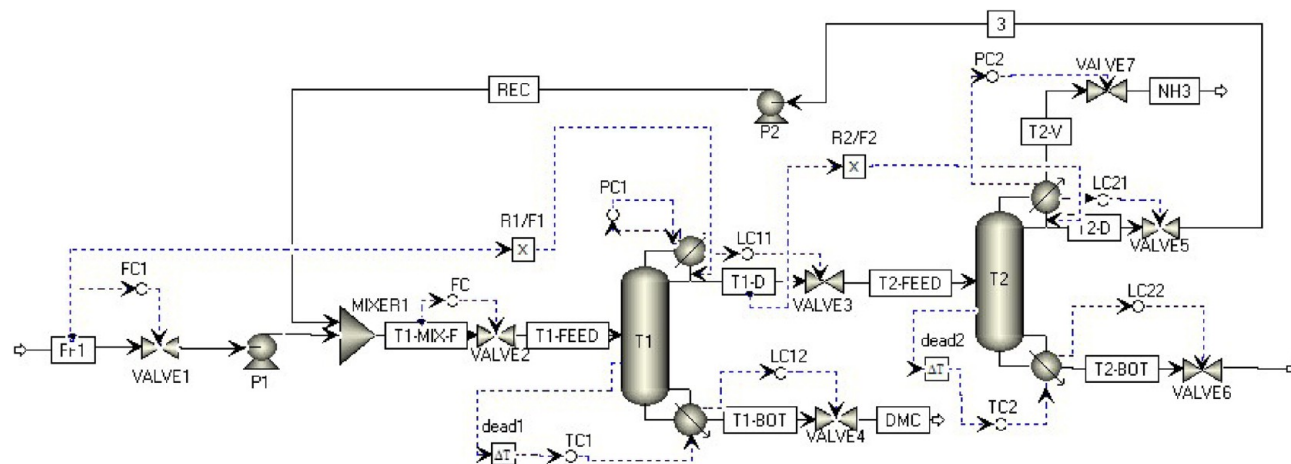 3
PC2
VALVE7
REC
NH3
P2
T2-V
R2/F2
X
PC1
LC21
R1/F1
X
LC11
T2-D
VALVE5
FC1
FC
T1-D
T2-FEED
T2
MIXER1
VALVE3
LC22
T1-MIX-F
T1-FEED
T1
Fr1
VALVE2
VALVE1
P1
LC12
dead2
ΔT
T2-BOT
VALVE6
TC2
T1-BOT
DMC
VALVE4
dead1
ΔT
TC1